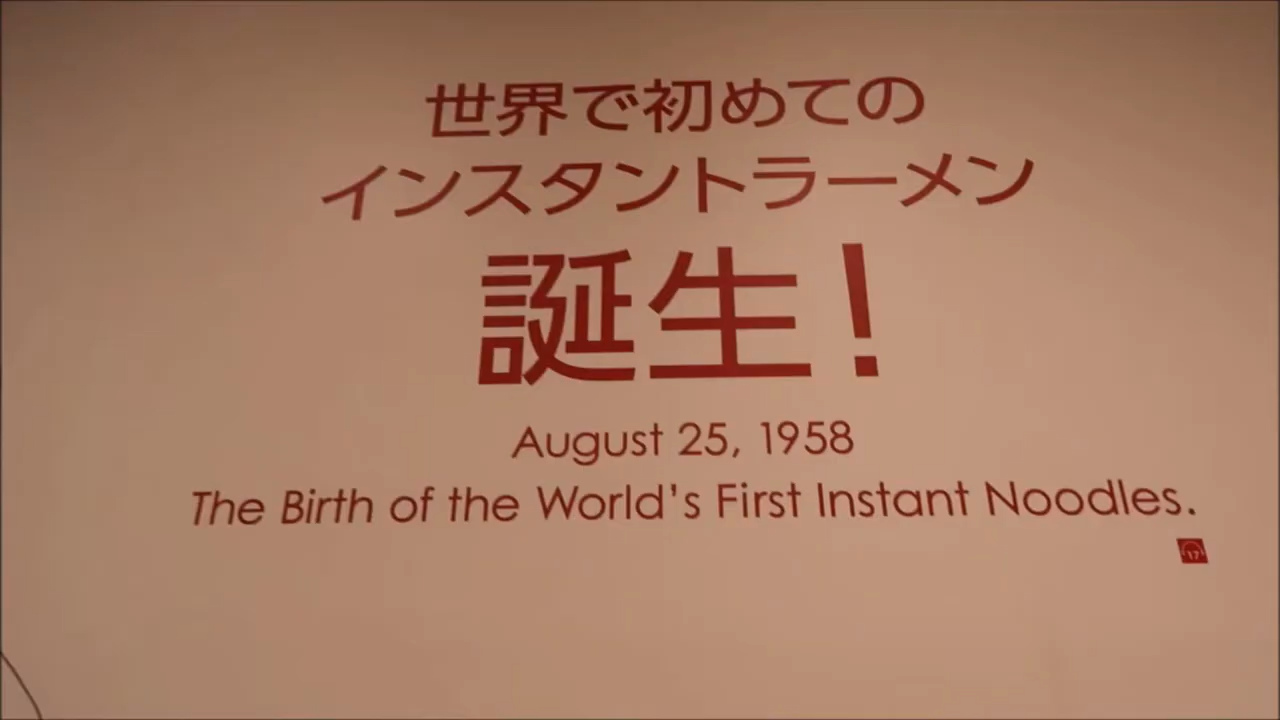 世界で初めての
インスタントラーメン
誕生!
August 25, 1958
The Birth of the World's First Instant Noodles.
17